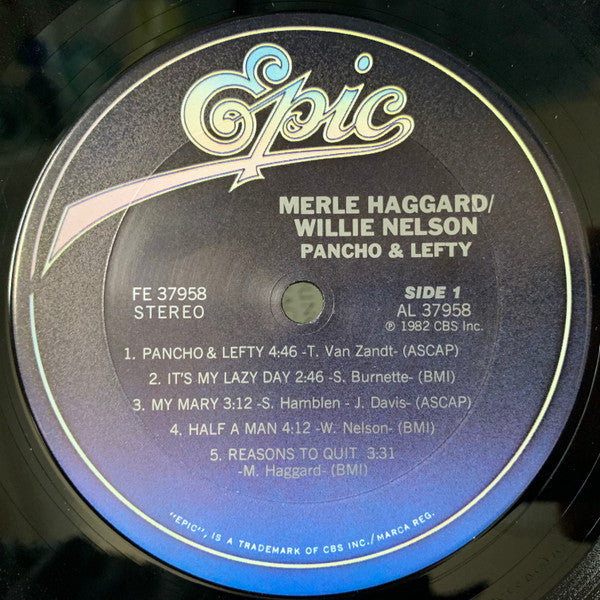 Epic
MERLE HAGGARD/
WILLIE NELSON
PANCHO & LEFTY
FE 37958
STEREO
SIDE 1
AL 37958
℗ 1982 CBS Inc.
1. PANCHO & LEFTY 4:46 -T. Van Zandt- (ASCAP)
2. IT'S MY LAZY DAY 2:46 -S. Burnette- (BMI)
3. MY MARY 3:12 -S. Hamblen - J. Davis- (ASCAP)
4. HALF A MAN 4:12 -W. Nelson- (BMI)
5. REASONS TO QUIT 3:31
-M. Haggard- (BMI)
"EPIC", IS A TRADEMARK OF CBS INC./MARCA REG.